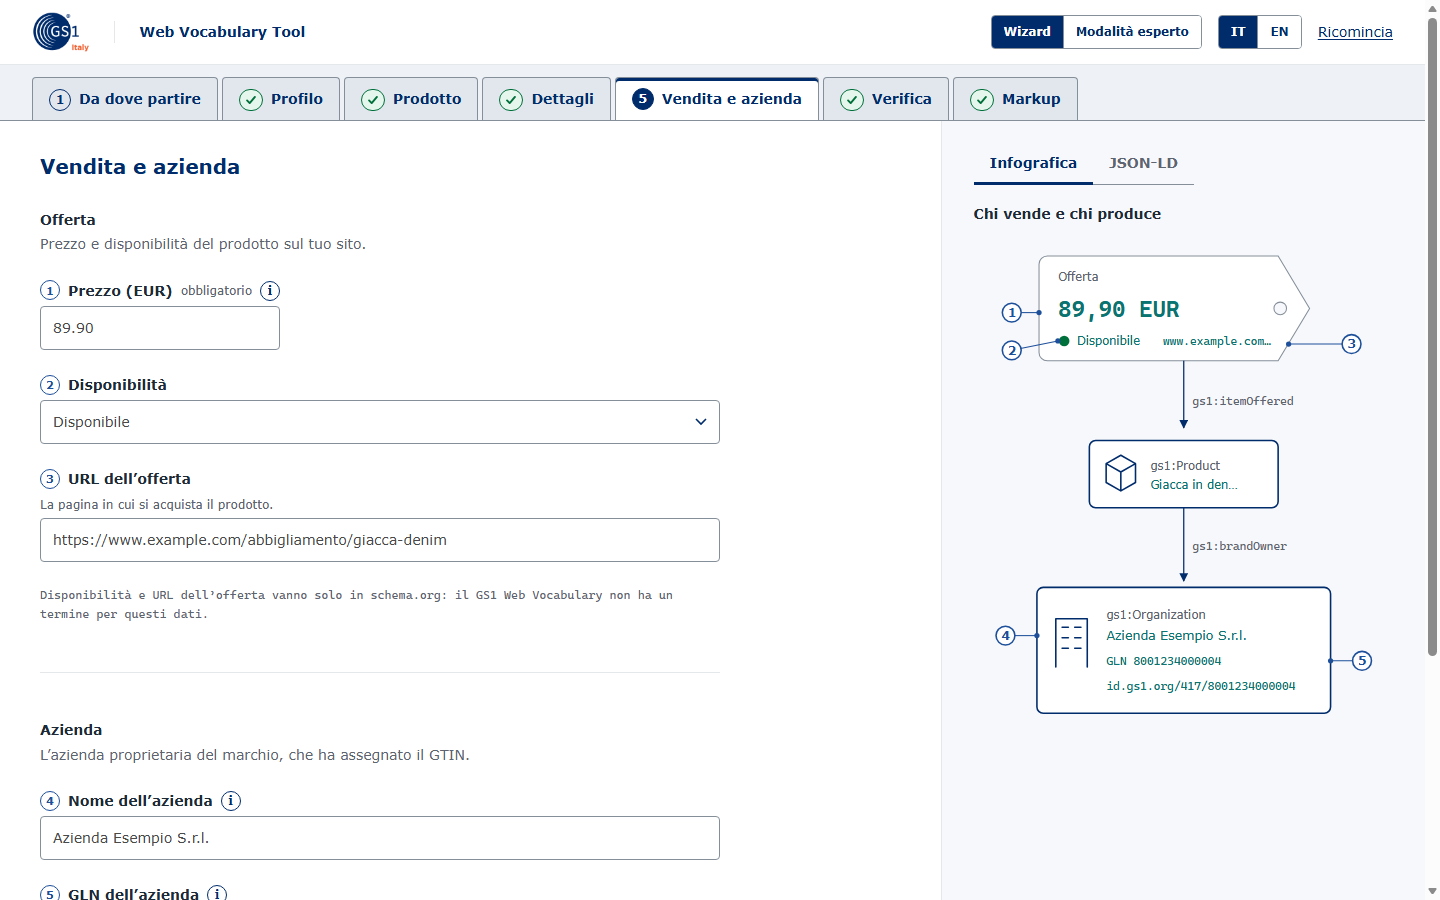 GS1
Italy
Web Vocabulary Tool
Wizard
Modalità esperto
IT
EN
Ricomincia
1 Da dove partire
Profilo
Prodotto
Dettagli
5 Vendita e azienda
Verifica
Markup
Vendita e azienda
Offerta
Prezzo e disponibilità del prodotto sul tuo sito.
1 Prezzo (EUR) obbligatorio i
89.90
2 Disponibilità
Disponibile
3 URL dell’offerta
La pagina in cui si acquista il prodotto.
https://www.example.com/abbigliamento/giacca-denim
Disponibilità e URL dell’offerta vanno solo in schema.org: il GS1 Web Vocabulary non ha un
termine per questi dati.
Azienda
L’azienda proprietaria del marchio, che ha assegnato il GTIN.
4 Nome dell’azienda i
Azienda Esempio S.r.l.
5 GLN dell’azienda i
Infografica
JSON-LD
Chi vende e chi produce
Offerta
1 89,90 EUR
2 Disponibile www.example.com… 3
gs1:itemOffered
gs1:Product
Giacca in den…
gs1:brandOwner
gs1:Organization
4 Azienda Esempio S.r.l.
GLN 8001234000004 5
id.gs1.org/417/8001234000004